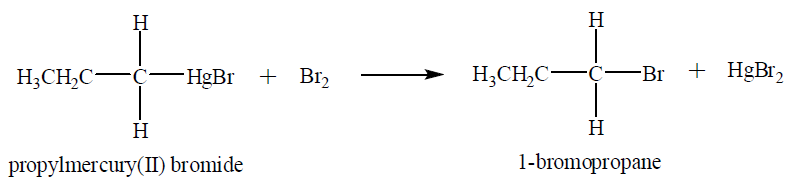 H H
H₃CH₂C—C—HgBr + Br₂ ⟶ H₃CH₂C—C—Br + HgBr₂
H H
propylmercury(II) bromide 1-bromopropane